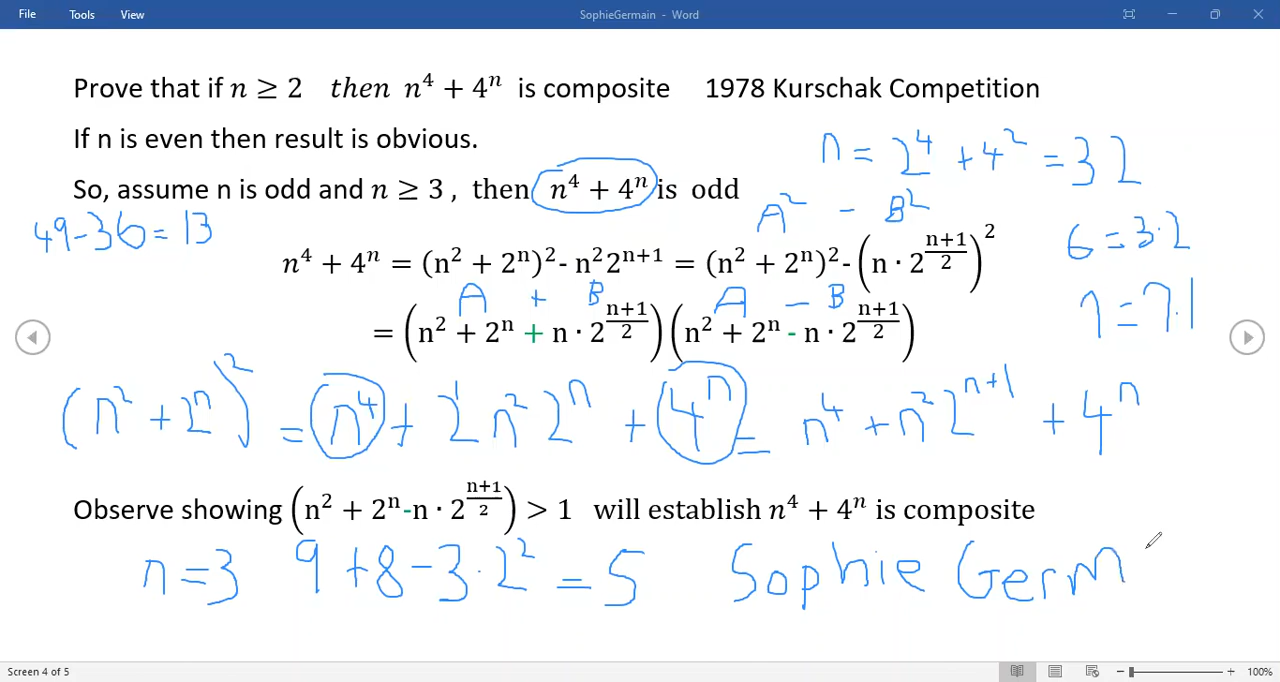 File Tools View SophieGermain - Word
Prove that if n ≥ 2 then n⁴ + 4ⁿ is composite 1978 Kurschak Competition
If n is even then result is obvious.
n = 2⁴ + 4² = 32
So, assume n is odd and n ≥ 3 , then n⁴ + 4ⁿ is odd
A² - B²
49-36=13
6 = 3·2
n⁴ + 4ⁿ = (n² + 2ⁿ)²- n²2ⁿ⁺¹ = (n² + 2ⁿ)²-(n · 2^((n+1)/2))²
A + B A - B
7 = 7·1
= (n² + 2ⁿ + n · 2^((n+1)/2))(n² + 2ⁿ - n · 2^((n+1)/2))
(n² + 2ⁿ)² = n⁴ + 2¹n²2ⁿ + 4ⁿ = n⁴ + n²2ⁿ⁺¹ + 4ⁿ
Observe showing (n² + 2ⁿ-n · 2^((n+1)/2)) > 1 will establish n⁴ + 4ⁿ is composite
n = 3 9 + 8 - 3·2² = 5 Sophie Germ
Screen 4 of 5 100%